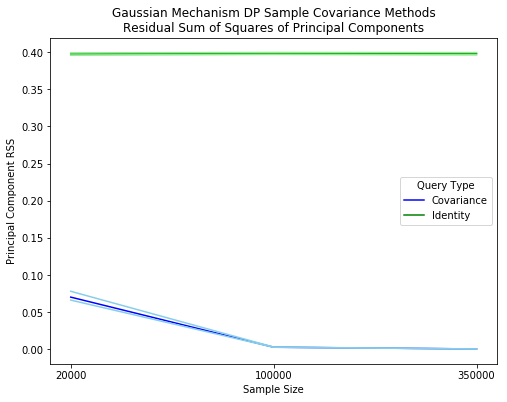 Gaussian Mechanism DP Sample Covariance Methods
Residual Sum of Squares of Principal Components
0.40
0.35
0.30
0.25
0.20
0.15
0.10
0.05
0.00
Principal Component RSS
Query Type
Covariance
Identity
20000
100000
350000
Sample Size